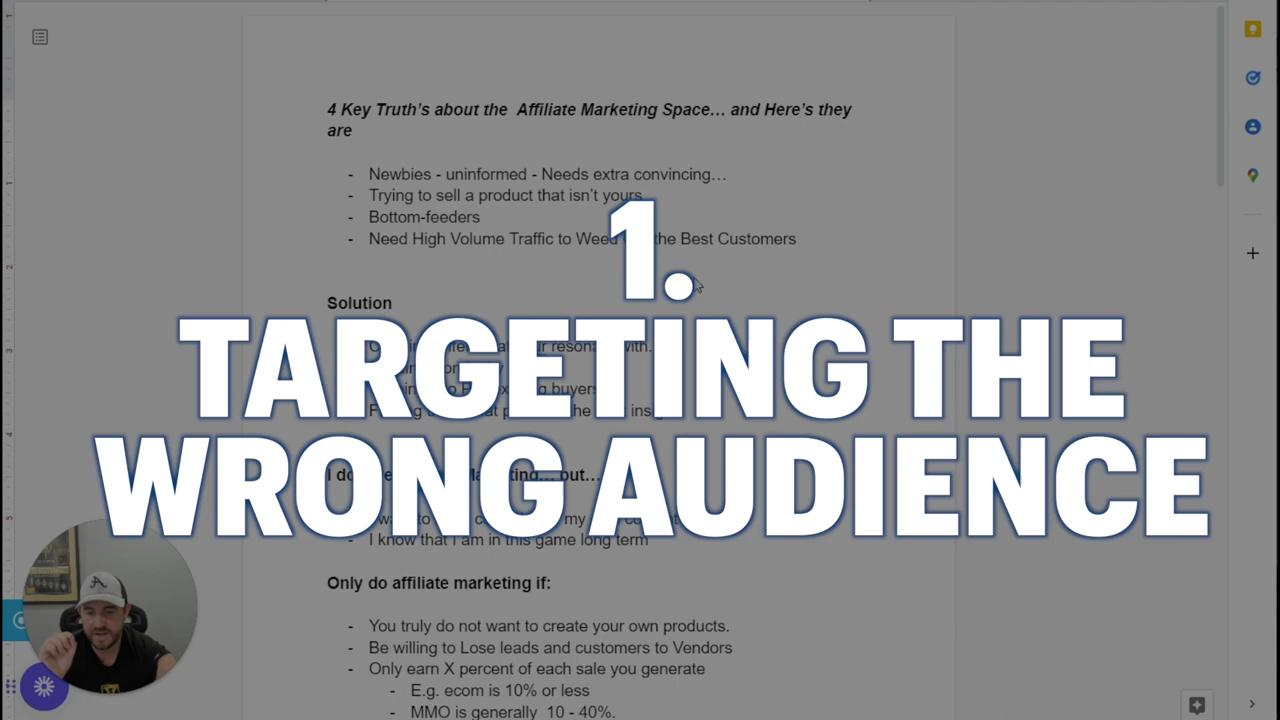 4 Key Truth's about the Affiliate Marketing Space… and Here's they
are
- Newbies - uninformed - Needs extra convincing…
- Trying to sell a product that isn't yours
- Bottom-feeders
- Need High Volume Traffic to Weed the Best Customers
1.
Solution
TARGETING THE
WRONG AUDIENCE
- I know that I am in this game long term
Only do affiliate marketing if:
- You truly do not want to create your own products.
- Be willing to Lose leads and customers to Vendors
- Only earn X percent of each sale you generate
- E.g. ecom is 10% or less
- MMO is generally 10 - 40%.